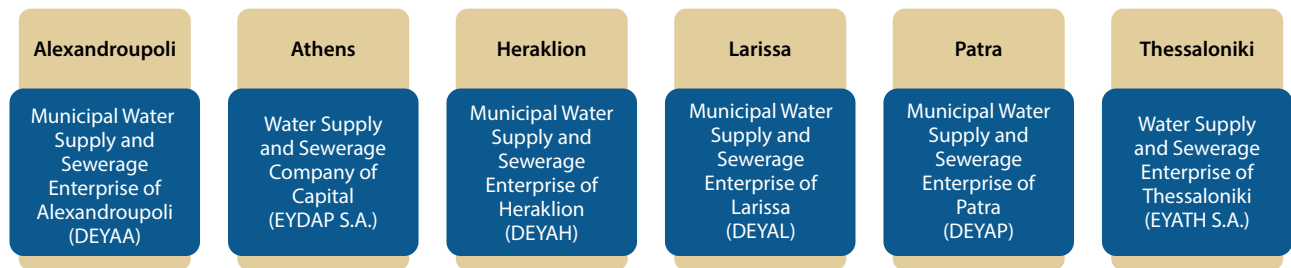 Alexandroupoli
Municipal Water
Supply and
Sewerage
Enterprise of
Alexandroupoli
(DEYAA)
Athens
Water Supply
and Sewerage
Company of
Capital
(EYDAP S.A.)
Heraklion
Municipal Water
Supply and
Sewerage
Enterprise of
Heraklion
(DEYAH)
Larissa
Municipal Water
Supply and
Sewerage
Enterprise of
Larissa
(DEYAL)
Patra
Municipal Water
Supply and
Sewerage
Enterprise of
Patra
(DEYAP)
Thessaloniki
Water Supply
and Sewerage
Enterprise of
Thessaloniki
(EYATH S.A.)